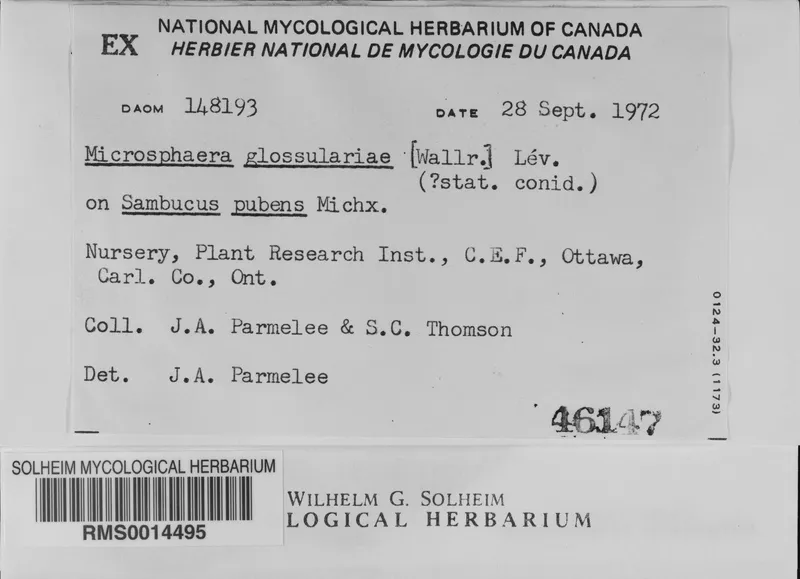 NATIONAL MYCOLOGICAL HERBARIUM OF CANADA
EX HERBIER NATIONAL DE MYCOLOGIE DU CANADA
DAOM 148193 DATE 28 Sept. 1972
Microsphaera glossulariae [Wallr.] Lév.
(?stat. conid.)
on Sambucus pubens Michx.
Nursery, Plant Research Inst., C.E.F., Ottawa,
Carl. Co., Ont.
Coll. J.A. Parmelee & S.C. Thomson
Det. J.A. Parmelee
0124-32.3 (1173)
46147
SOLHEIM MYCOLOGICAL HERBARIUM
RMS0014495
WILHELM G. SOLHEIM
LOGICAL HERBARIUM